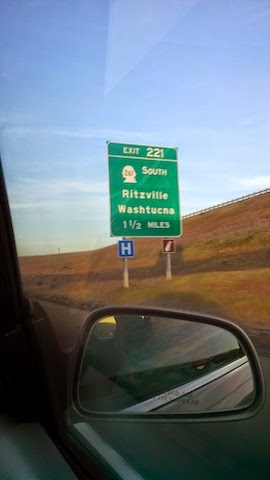 EXIT 221
261 SOUTH
Ritzville
Washtucna
1 1/2 MILES
H